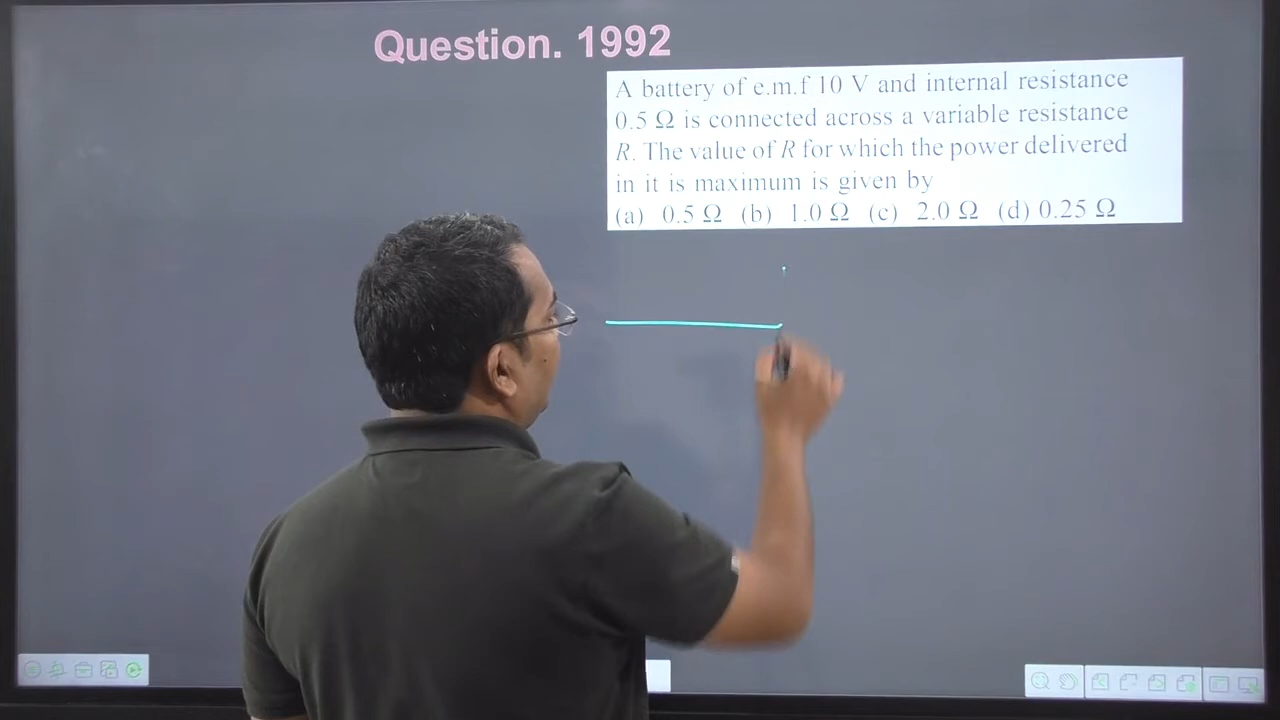 Question. 1992
A battery of e.m.f 10 V and internal resistance
0.5 Ω is connected across a variable resistance
R. The value of R for which the power delivered
in it is maximum is given by
(a) 0.5 Ω (b) 1.0 Ω (c) 2.0 Ω (d) 0.25 Ω